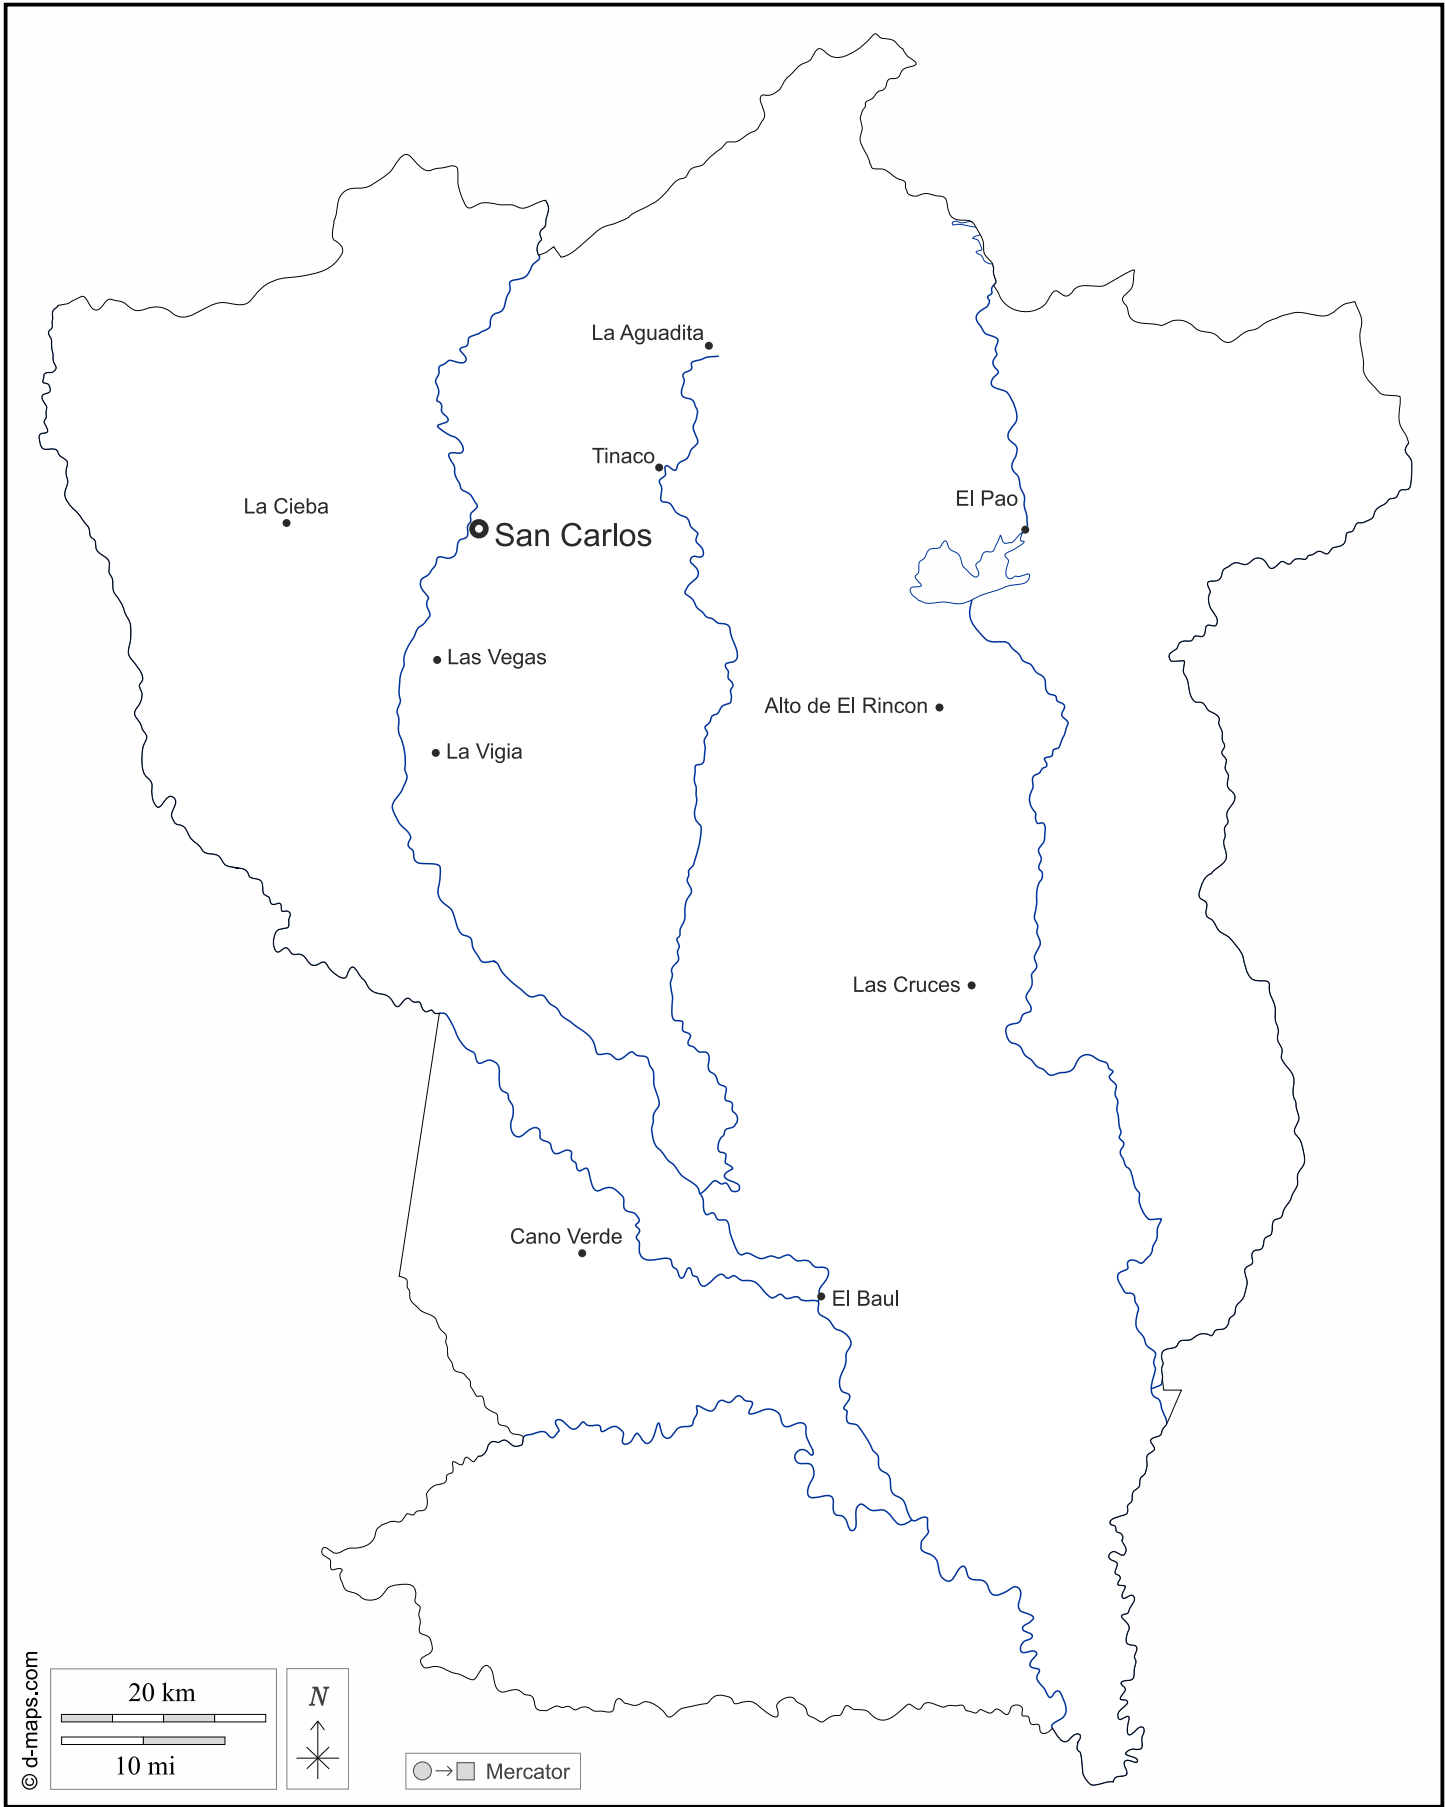 La Aguadita
Tinaco
El Pao
La Cieba
San Carlos
Las Vegas
Alto de El Rincon
La Vigia
Las Cruces
Cano Verde
El Baul
© d-maps.com
20 km
10 mi
N
Mercator